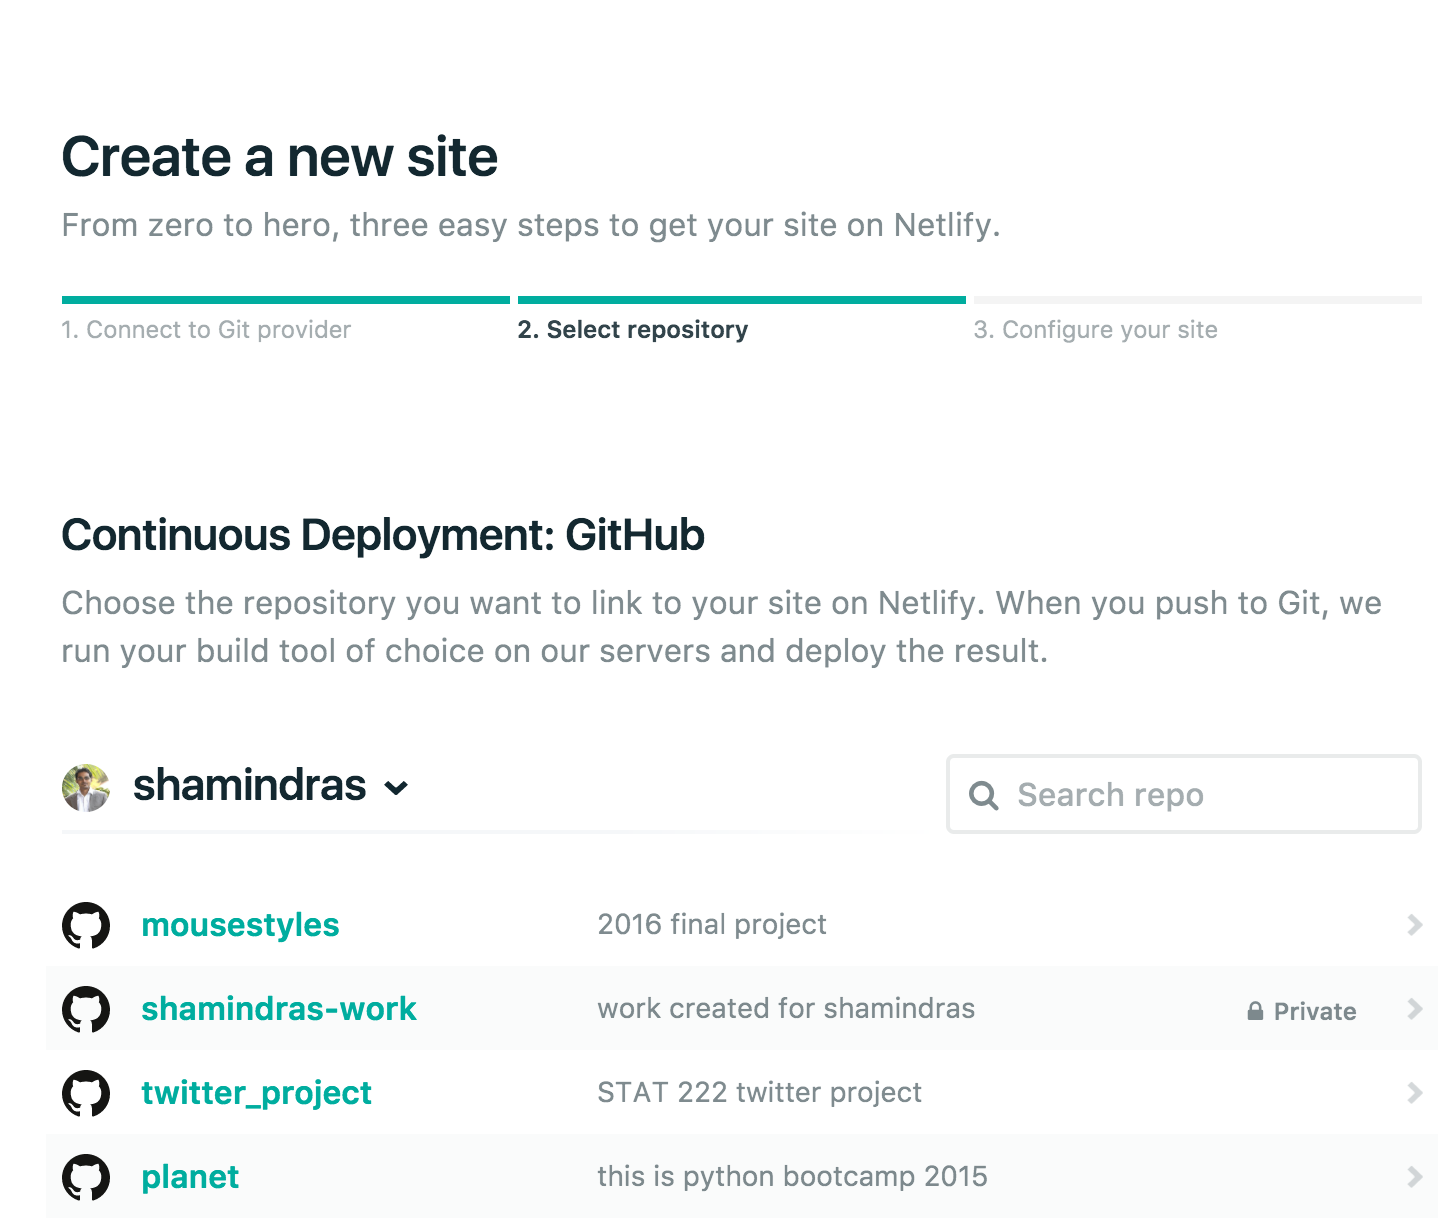 Create a new site
From zero to hero, three easy steps to get your site on Netlify.
1. Connect to Git provider
2. Select repository
3. Configure your site
Continuous Deployment: GitHub
Choose the repository you want to link to your site on Netlify. When you push to Git, we
run your build tool of choice on our servers and deploy the result.
shamindras
Search repo
mousestyles 2016 final project
shamindras-work work created for shamindras Private
twitter_project STAT 222 twitter project
planet this is python bootcamp 2015